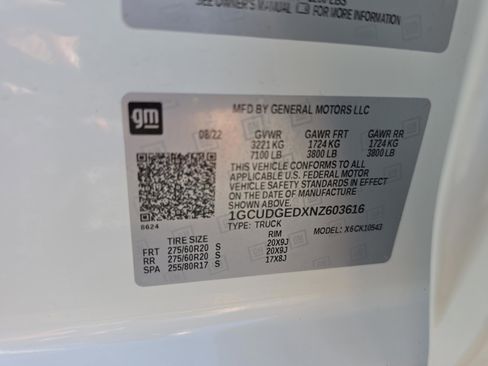 SEE OWNER'S MANUAL FOR MORE INFORMATION
gm
MFD BY GENERAL MOTORS LLC
08/22 GVWR GAWR FRT GAWR RR
3221 KG 1724 KG 1724 KG
7100 LB 3800 LB 3800 LB
THIS VEHICLE CONFORMS TO ALL
APPLICABLE U.S. FEDERAL MOTOR
VEHICLE SAFETY STANDARDS IN EFFECT
ON THE DATE OF MANUFACTURE
SHOWN ABOVE.
1GCUDGEDXNZ603616
8624 TYPE: TRUCK MODEL: X6CK10543
TIRE SIZE RIM
FRT 275/60R20 S 20X9J
RR 275/60R20 S 20X9J
SPA 255/80R17 S 17X8J